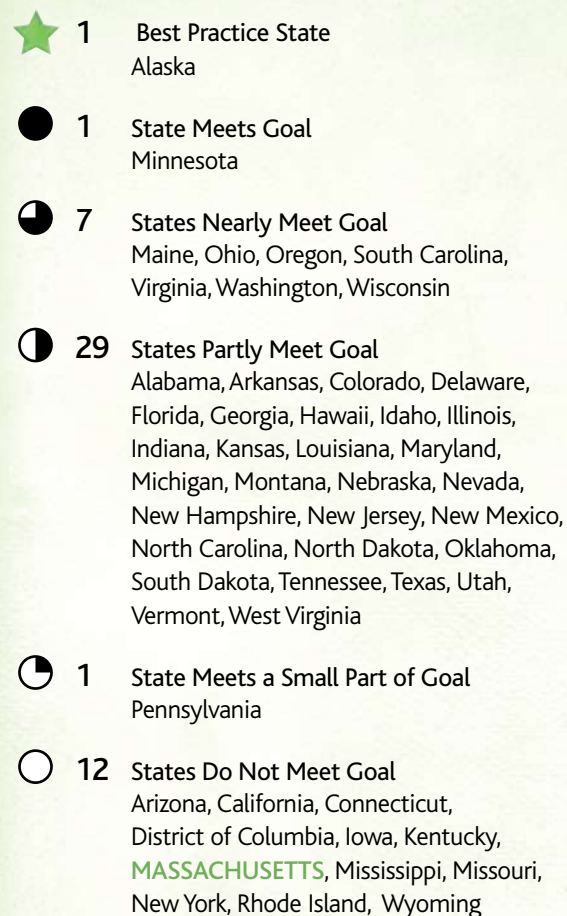 1 Best Practice State
Alaska
1 State Meets Goal
Minnesota
7 States Nearly Meet Goal
Maine, Ohio, Oregon, South Carolina,
Virginia, Washington, Wisconsin
29 States Partly Meet Goal
Alabama, Arkansas, Colorado, Delaware,
Florida, Georgia, Hawaii, Idaho, Illinois,
Indiana, Kansas, Louisiana, Maryland,
Michigan, Montana, Nebraska, Nevada,
New Hampshire, New Jersey, New Mexico,
North Carolina, North Dakota, Oklahoma,
South Dakota, Tennessee, Texas, Utah,
Vermont, West Virginia
1 State Meets a Small Part of Goal
Pennsylvania
12 States Do Not Meet Goal
Arizona, California, Connecticut,
District of Columbia, Iowa, Kentucky,
MASSACHUSETTS, Mississippi, Missouri,
New York, Rhode Island, Wyoming